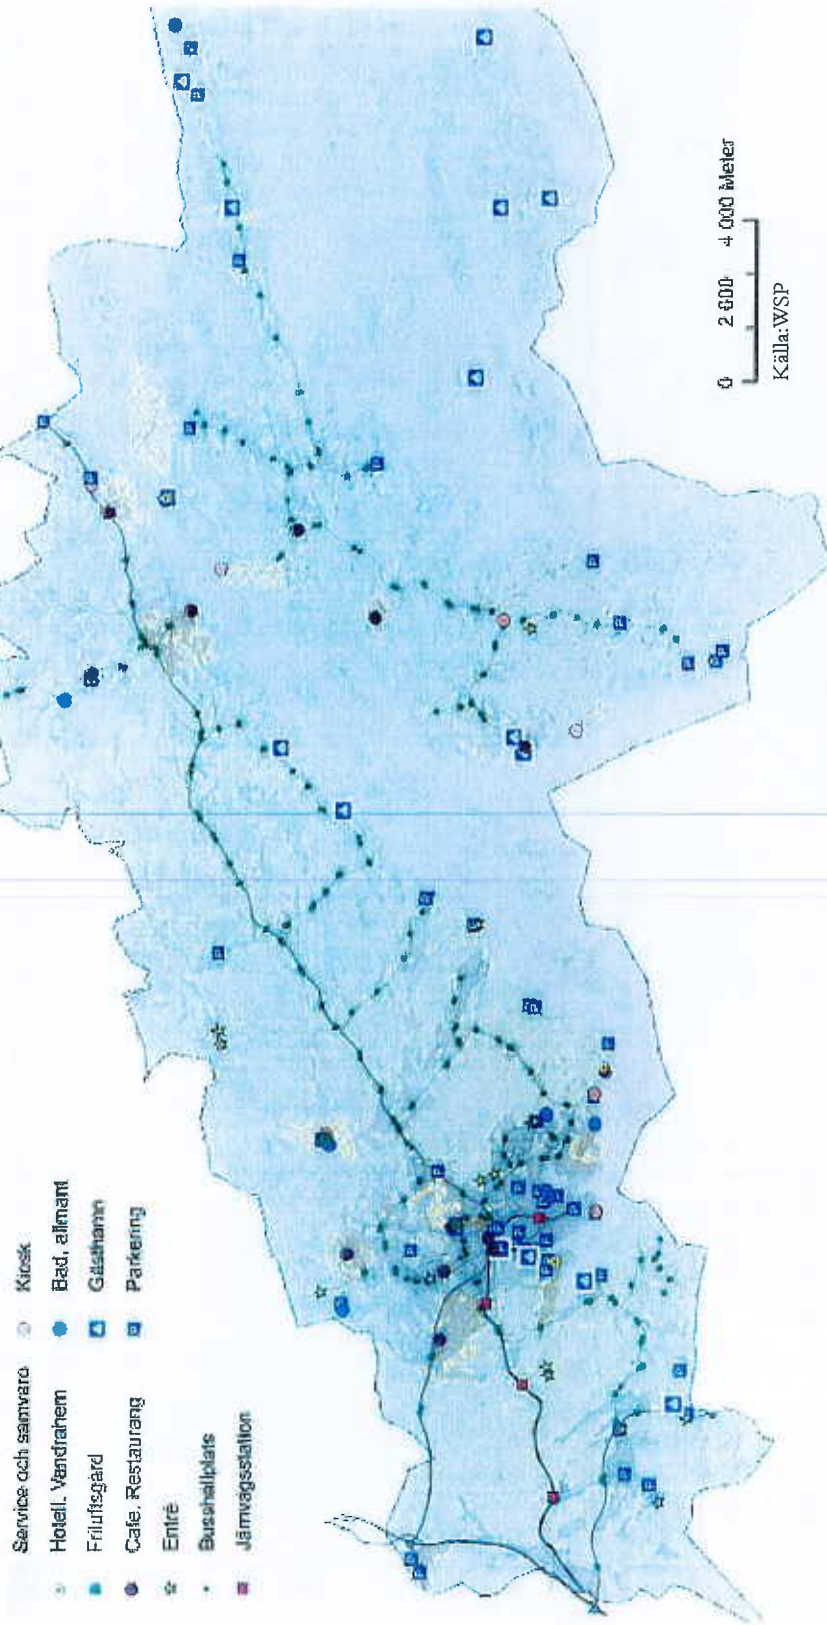 Service och samvaro
Hotell, Vandrahem
Friluftsgård
Cafe, Restaurang
Entrè
Busshållplats
Järnvägsstation
Kiosk
Bad, allmänt
Gästhamn
Parkering
0 2 000 4 000 Meter
Källa:WSP